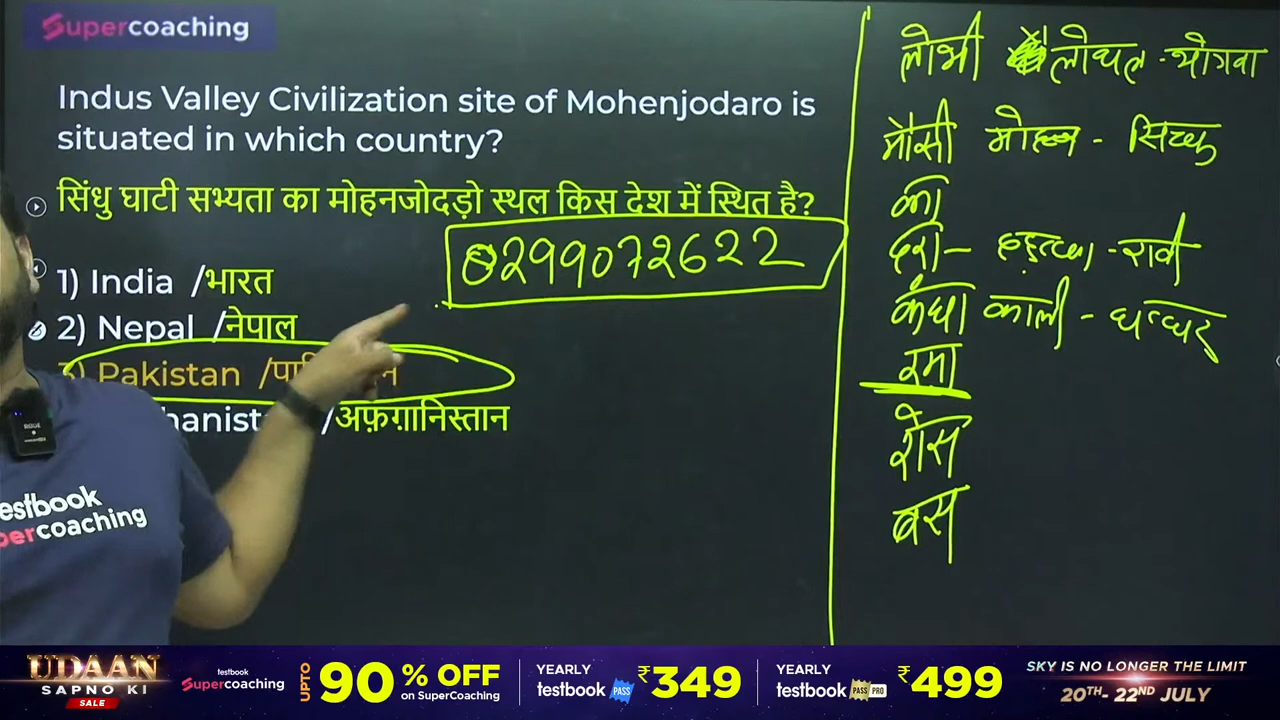 Supercoaching
Indus Valley Civilization site of Mohenjodaro is
situated in which country?
सिंधु घाटी सभ्यता का मोहनजोदड़ो स्थल किस देश में स्थित है?
8299072622
1) India /भारत
2) Nepal /नेपाल
3) Pakistan
/अफ़ग़ानिस्तान
लोभी लोथल - भोगवा
मोसी
का
कंघा काली - घग्घर
रमा
रोस
बस
testbook
supercoaching
UDAAN
SAPNO KI
SALE
testbook
Supercoaching
UPTO 90% OFF
on SuperCoaching
YEARLY
testbook PASS
₹349
YEARLY
testbook PASS PRO
₹499
SKY IS NO LONGER THE LIMIT
20TH- 22ND JULY